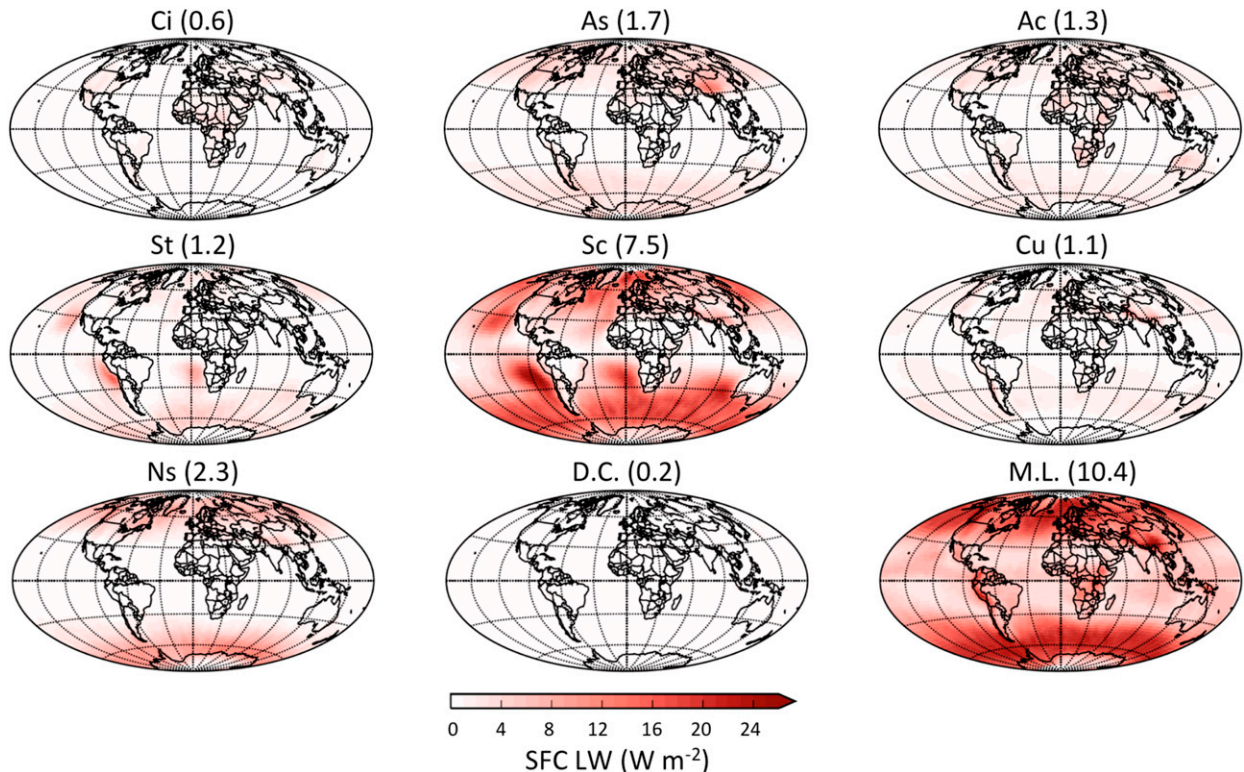 Ci (0.6)
As (1.7)
Ac (1.3)
St (1.2)
Sc (7.5)
Cu (1.1)
Ns (2.3)
D.C. (0.2)
M.L. (10.4)
0 4 8 12 16 20 24
SFC LW (W m⁻²)